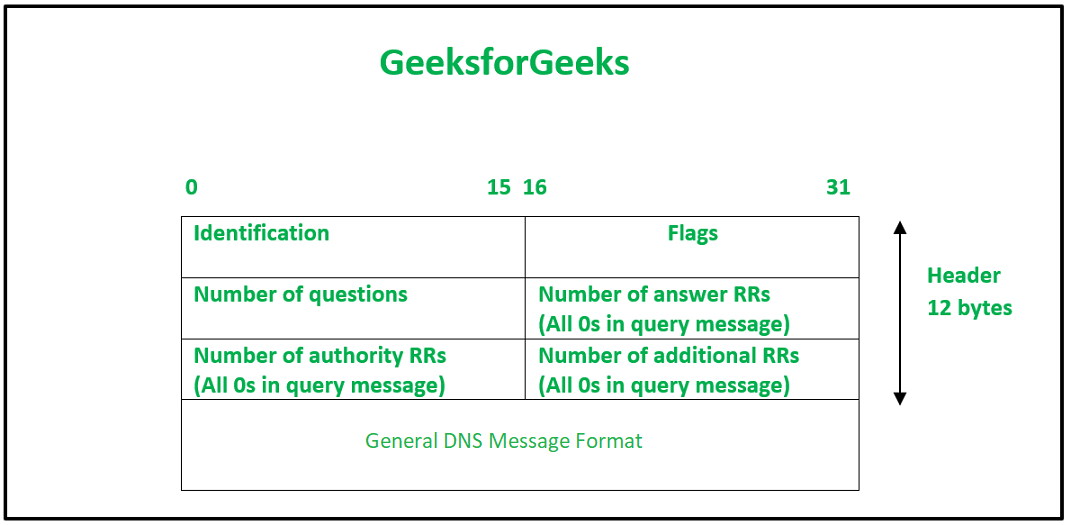 GeeksforGeeks
0 15 16 31
Identification Flags
Header
Number of questions Number of answer RRs
12 bytes
(All 0s in query message)
Number of authority RRs Number of additional RRs
(All 0s in query message) (All 0s in query message)
General DNS Message Format